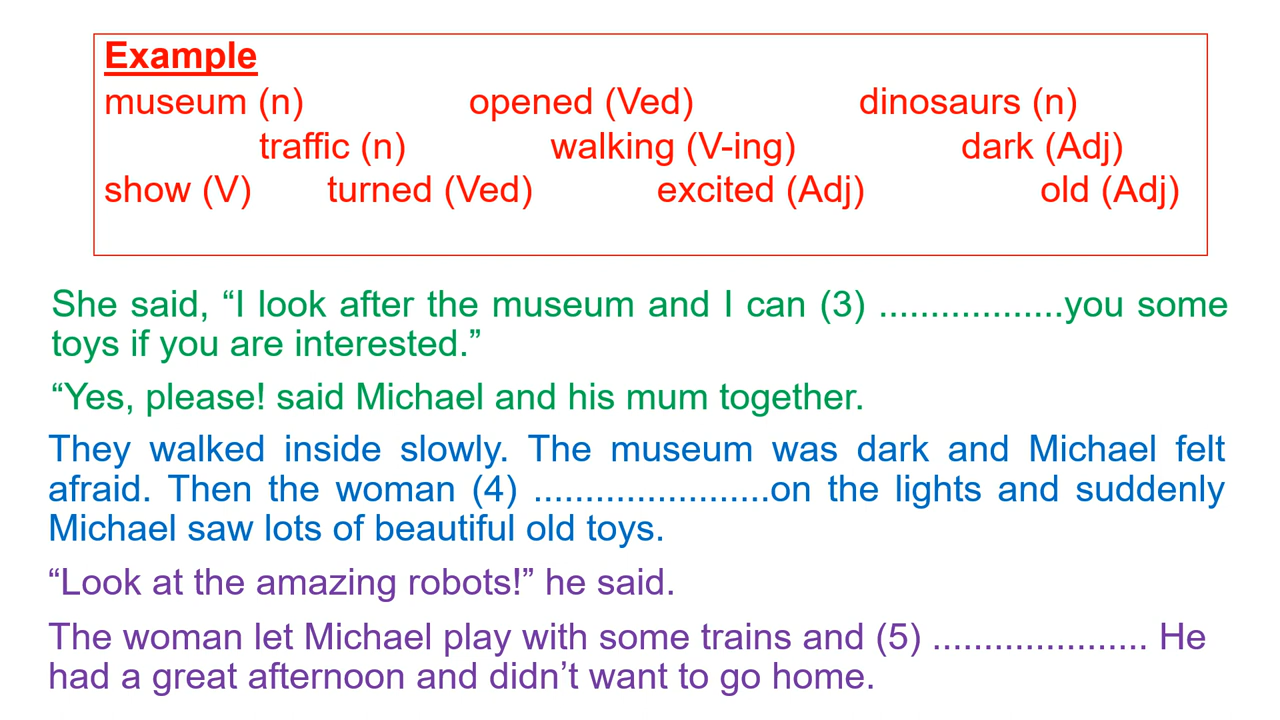 Example
museum (n) opened (Ved) dinosaurs (n)
traffic (n) walking (V-ing) dark (Adj)
show (V) turned (Ved) excited (Adj) old (Adj)
She said, “I look after the museum and I can (3) ..................you some
toys if you are interested.”
“Yes, please! said Michael and his mum together.
They walked inside slowly. The museum was dark and Michael felt
afraid. Then the woman (4) .......................on the lights and suddenly
Michael saw lots of beautiful old toys.
“Look at the amazing robots!” he said.
The woman let Michael play with some trains and (5) ..................... He
had a great afternoon and didn’t want to go home.